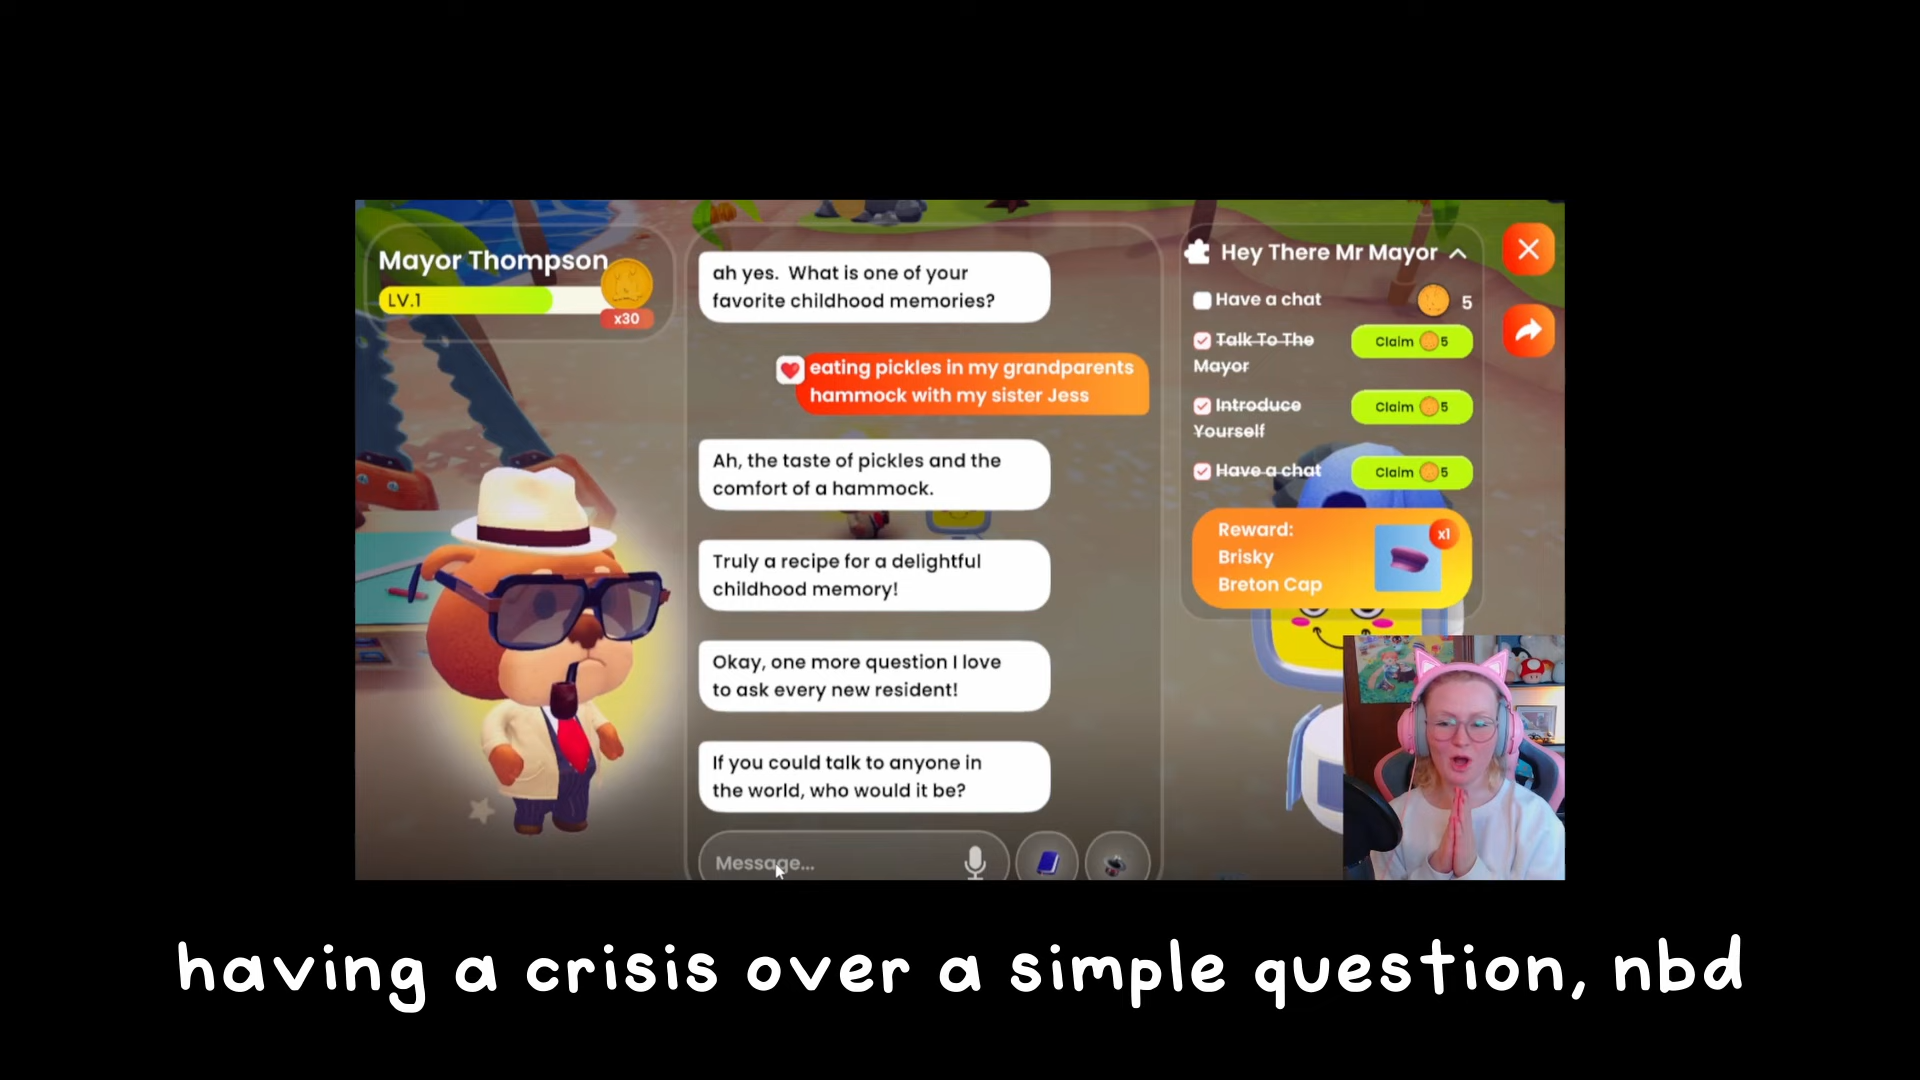 Mayor Thompson
LV.1
x30
ah yes. What is one of your
favorite childhood memories?
eating pickles in my grandparents
hammock with my sister Jess
Ah, the taste of pickles and the
comfort of a hammock.
Truly a recipe for a delightful
childhood memory!
Okay, one more question I love
to ask every new resident!
If you could talk to anyone in
the world, who would it be?
Message...
Hey There Mr Mayor
Have a chat
5
Talk To The
Mayor
Claim 5
Introduce
Yourself
Claim 5
Have a chat
Claim 5
Reward:
Brisky
Breton Cap
x1
having a crisis over a simple question, nbd